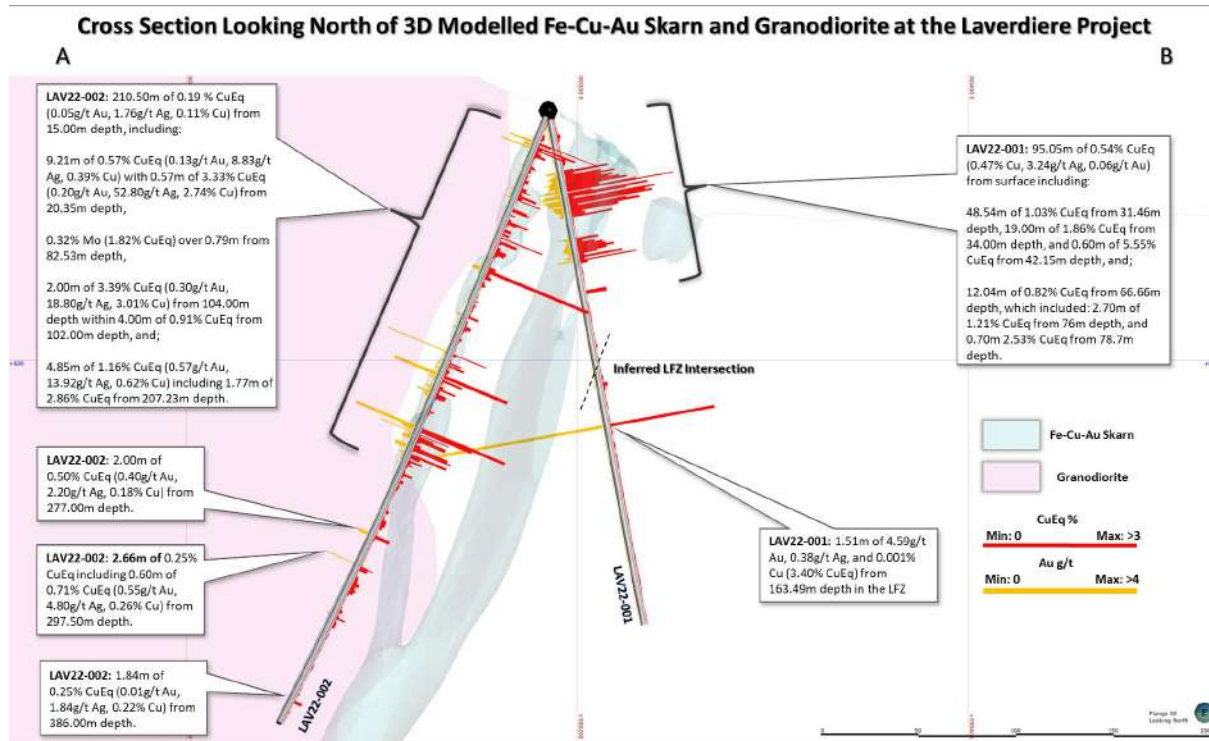 Cross Section Looking North of 3D Modelled Fe-Cu-Au Skarn and Granodiorite at the Laverdiere Project
A
B
LAV22-002: 210.50m of 0.19 % CuEq
(0.05g/t Au, 1.76g/t Ag, 0.11% Cu) from
15.00m depth, including:
9.21m of 0.57% CuEq (0.13g/t Au, 8.83g/t
Ag, 0.39% Cu) with 0.57m of 3.33% CuEq
(0.20g/t Au, 52.80g/t Ag, 2.74% Cu) from
20.35m depth,
0.32% Mo (1.82% CuEq) over 0.79m from
82.53m depth,
2.00m of 3.39% CuEq (0.30g/t Au,
18.80g/t Ag, 3.01% Cu) from 104.00m
depth within 4.00m of 0.91% CuEq from
102.00m depth, and;
4.85m of 1.16% CuEq (0.57g/t Au,
13.92g/t Ag, 0.62% Cu) including 1.77m of
2.86% CuEq from 207.23m depth.
LAV22-002: 2.00m of
0.50% CuEq (0.40g/t Au,
2.20g/t Ag, 0.18% Cu) from
277.00m depth.
LAV22-002: 2.66m of 0.25%
CuEq including 0.60m of
0.71% CuEq (0.55g/t Au,
4.80g/t Ag, 0.26% Cu) from
297.50m depth.
LAV22-002: 1.84m of
0.25% CuEq (0.01g/t Au,
1.84g/t Ag, 0.22% Cu) from
386.00m depth.
LAV22-002
LAV22-001
Inferred LFZ Intersection
LAV22-001: 95.05m of 0.54% CuEq
(0.47% Cu, 3.24g/t Ag, 0.06g/t Au)
from surface including:
48.54m of 1.03% CuEq from 31.46m
depth, 19.00m of 1.86% CuEq from
34.00m depth, and 0.60m of 5.55%
CuEq from 42.15m depth, and;
12.04m of 0.82% CuEq from 66.66m
depth, which included: 2.70m of
1.21% CuEq from 76m depth, and
0.70m 2.53% CuEq from 78.7m
depth.
LAV22-001: 1.51m of 4.59g/t
Au, 0.38g/t Ag, and 0.001%
Cu (3.40% CuEq) from
163.49m depth in the LFZ
Fe-Cu-Au Skarn
Granodiorite
CuEq %
Min: 0 Max: >3
Au g/t
Min: 0 Max: >4
Looking North
0 50 100 150